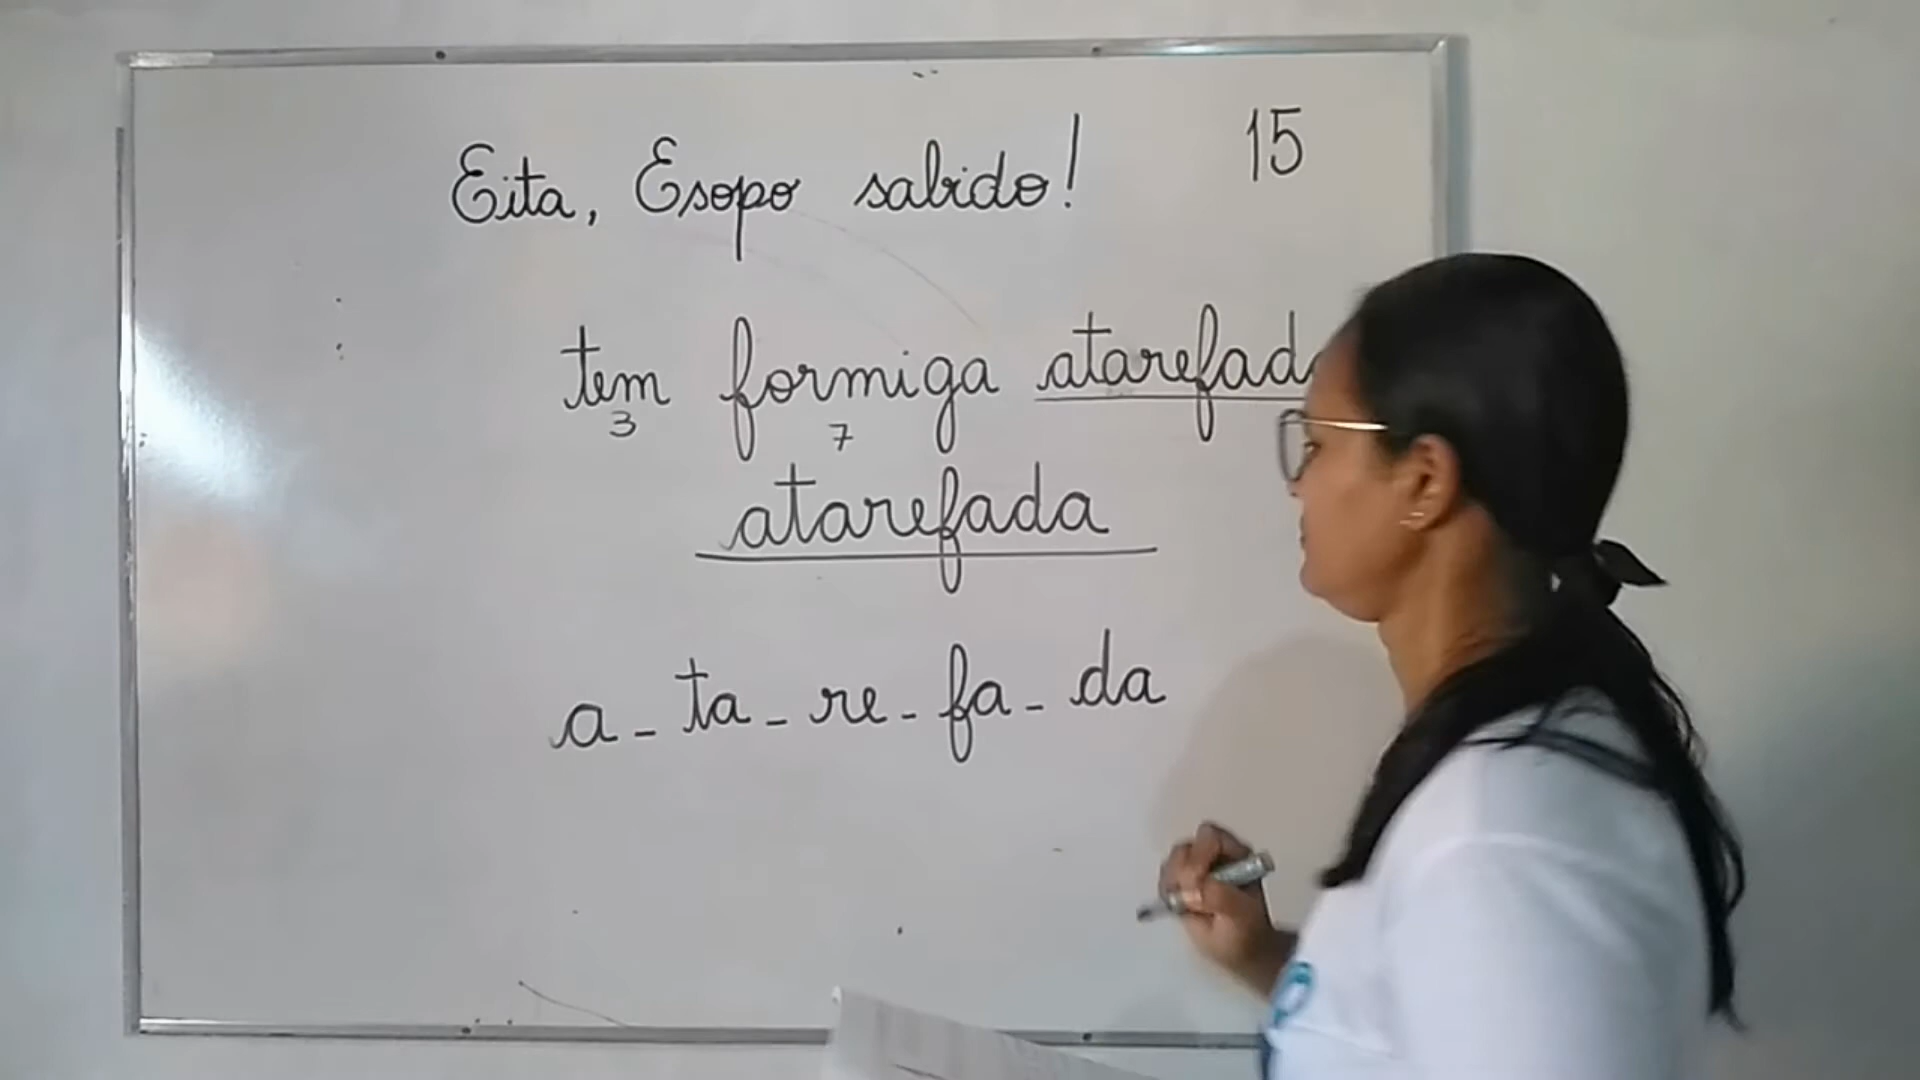 Eita, Esopo sabido! 15
tem formiga atarefada
3 7
atarefada
a - ta - re - fa - da